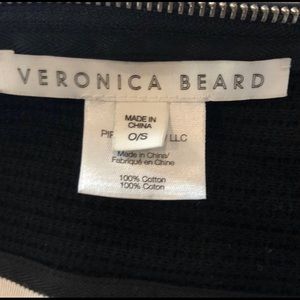 VERONICA BEARD
MADE IN
CHINA
O/S
LLC
Made in China/
Fabriqué en Chine
100% Cotton
100% Coton